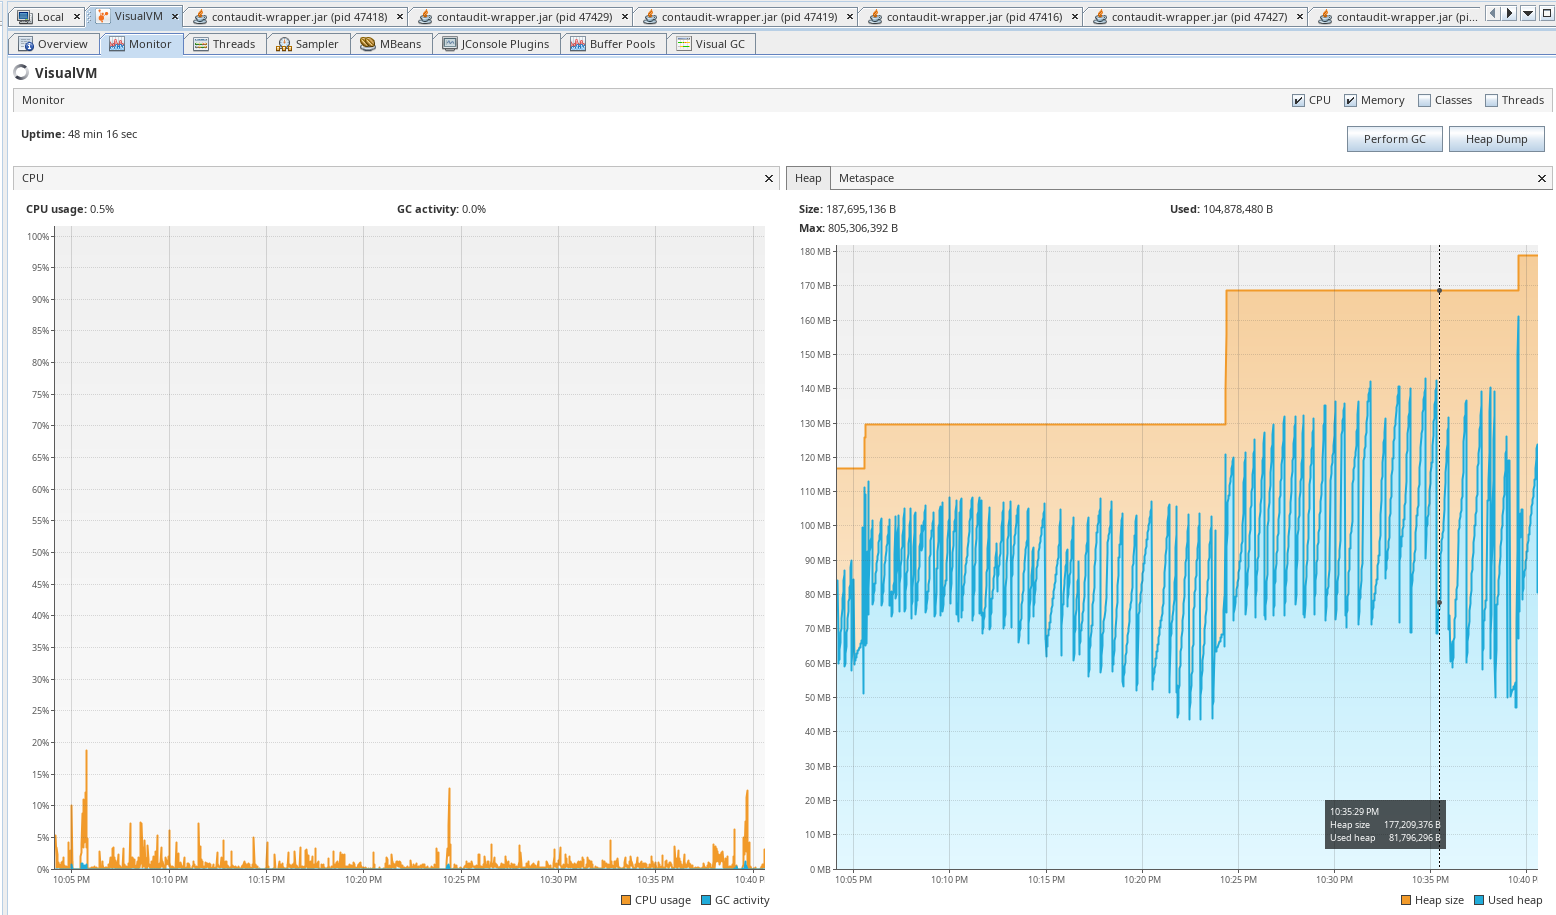 Local × VisualVM × contaudit-wrapper.jar (pid 47418) × contaudit-wrapper.jar (pid 47429) × contaudit-wrapper.jar (pid 47419) × contaudit-wrapper.jar (pid 47416) × contaudit-wrapper.jar (pid 47427) × contaudit-wrapper.jar (pi...
Overview Monitor Threads Sampler MBeans JConsole Plugins Buffer Pools Visual GC
VisualVM
Monitor CPU Memory Classes Threads
Uptime: 48 min 16 sec Perform GC Heap Dump
CPU ×
CPU usage: 0.5% GC activity: 0.0%
100%
95%
90%
85%
80%
75%
70%
65%
60%
55%
50%
45%
40%
35%
30%
25%
20%
15%
10%
5%
0%
10:05 PM 10:10 PM 10:15 PM 10:20 PM 10:25 PM 10:30 PM 10:35 PM 10:40 P
CPU usage GC activity
Heap Metaspace ×
Size: 187,695,136 B Used: 104,878,480 B
Max: 805,306,392 B
180 MB
170 MB
160 MB
150 MB
140 MB
130 MB
120 MB
110 MB
100 MB
90 MB
80 MB
70 MB
60 MB
50 MB
40 MB
30 MB
20 MB
10 MB
0 MB
10:35:29 PM
Heap size 177,209,376 B
Used heap 81,796,296 B
10:05 PM 10:10 PM 10:15 PM 10:20 PM 10:25 PM 10:30 PM 10:35 PM 10:40 P
Heap size Used heap